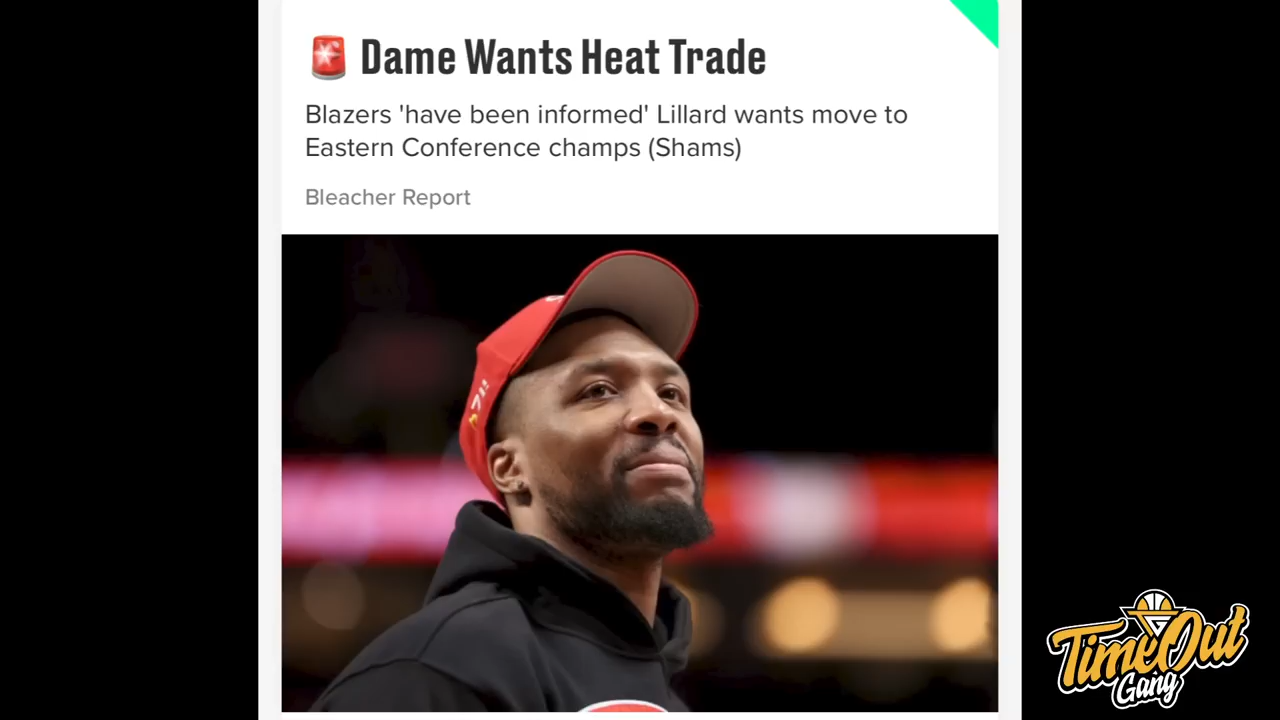 🚨 Dame Wants Heat Trade
Blazers 'have been informed' Lillard wants move to
Eastern Conference champs (Shams)
Bleacher Report
TimeOut
Gang